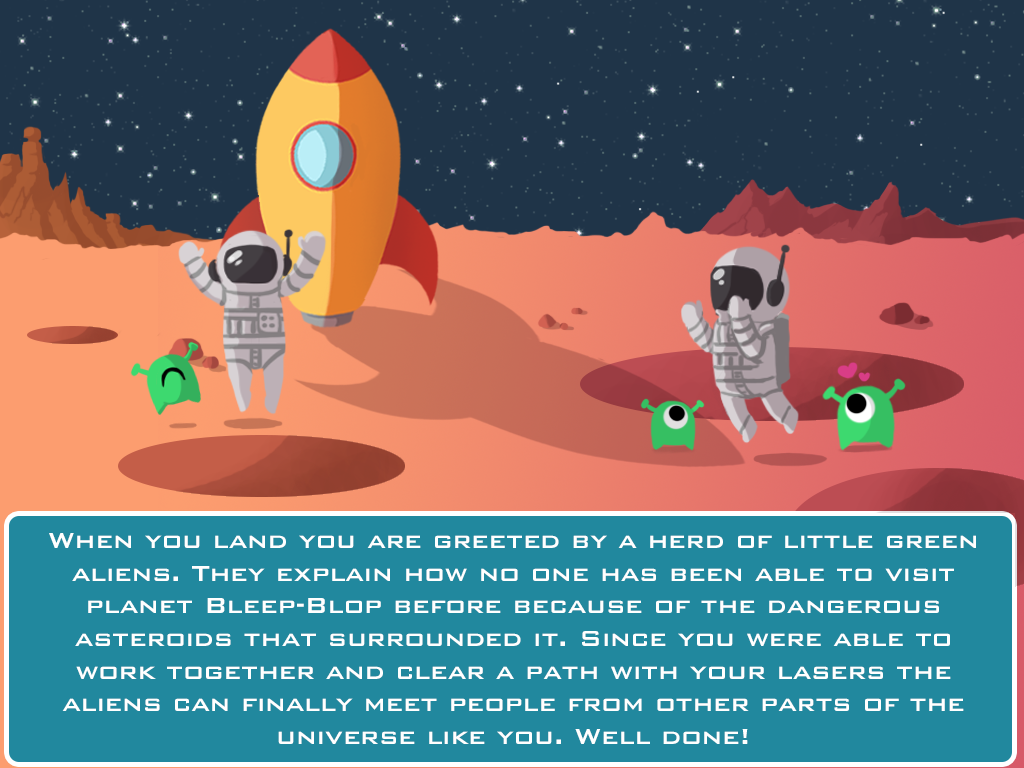 When you land you are greeted by a herd of little green
aliens. They explain how no one has been able to visit
planet Bleep-Blop before because of the dangerous
asteroids that surrounded it. Since you were able to
work together and clear a path with your lasers the
aliens can finally meet people from other parts of the
universe like you. Well done!